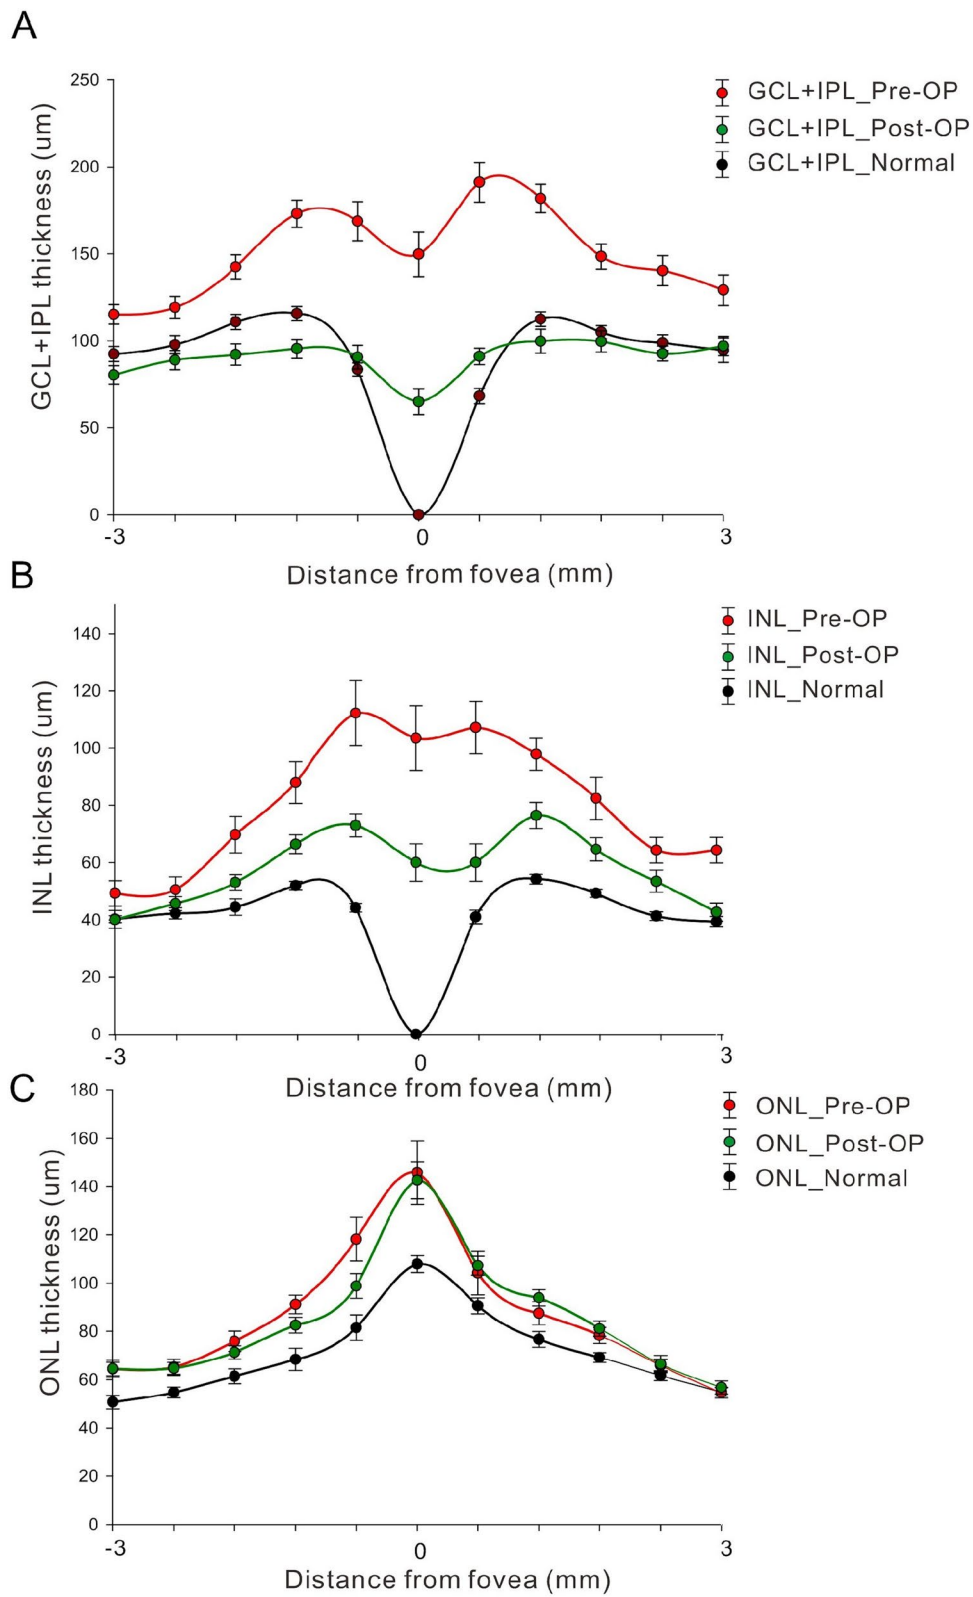 A
250
200
150
100
50
0
GCL+IPL thickness (um)
GCL+IPL_Pre-OP
GCL+IPL_Post-OP
GCL+IPL_Normal
-3
0
3
Distance from fovea (mm)
B
140
120
100
80
60
40
20
0
INL thickness (um)
INL_Pre-OP
INL_Post-OP
INL_Normal
-3
0
3
Distance from fovea (mm)
C
180
160
140
120
100
80
60
40
20
0
ONL thickness (um)
ONL_Pre-OP
ONL_Post-OP
ONL_Normal
-3
0
3
Distance from fovea (mm)